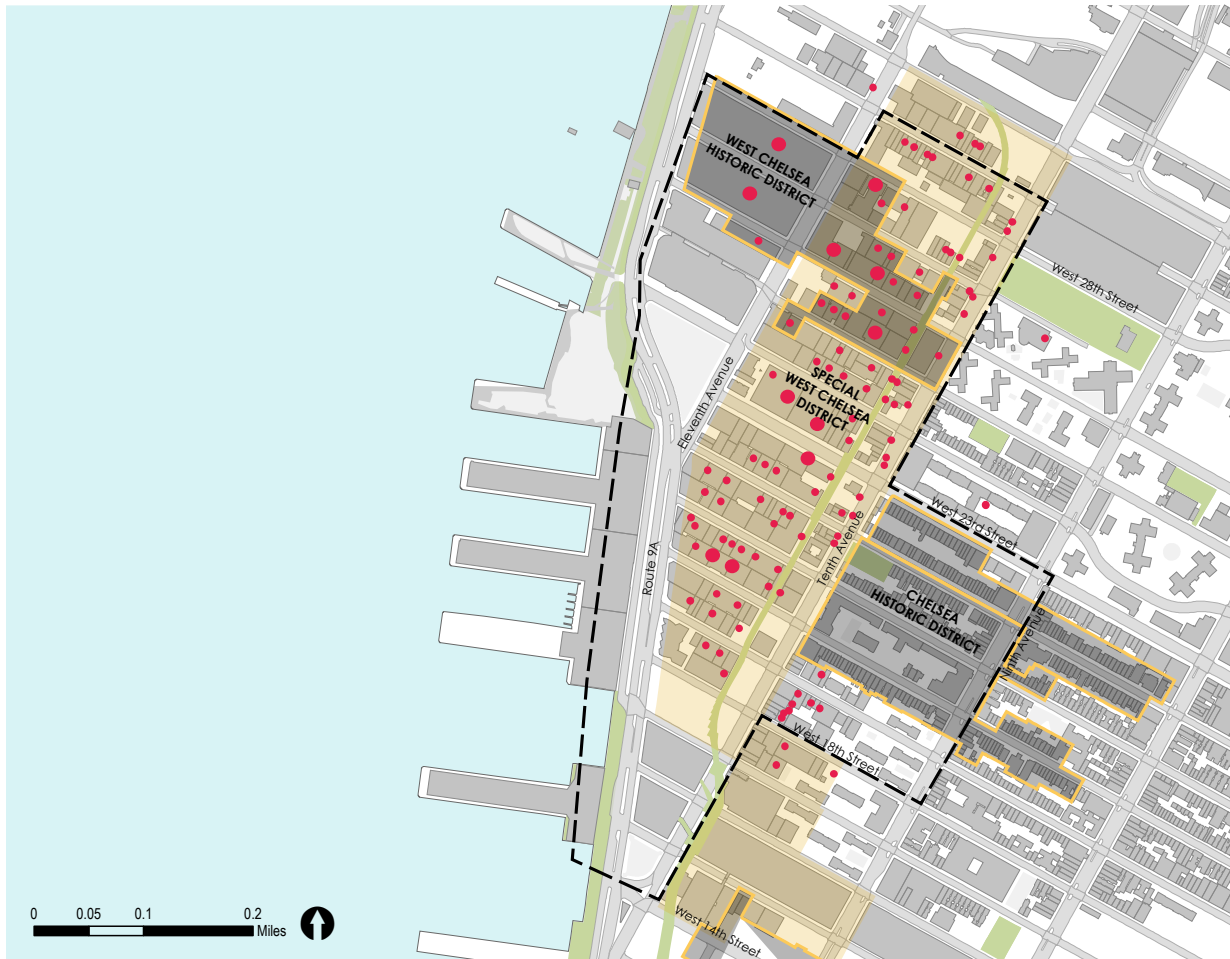 WEST CHELSEA
HISTORIC DISTRICT
West 28th Street
SPECIAL
WEST CHELSEA
DISTRICT
Eleventh Avenue
West 23rd Street
Tenth Avenue
Route 9A
CHELSEA
HISTORIC DISTRICT
Ninth Avenue
West 18th Street
West 14th Street
0 0.05 0.1 0.2
Miles